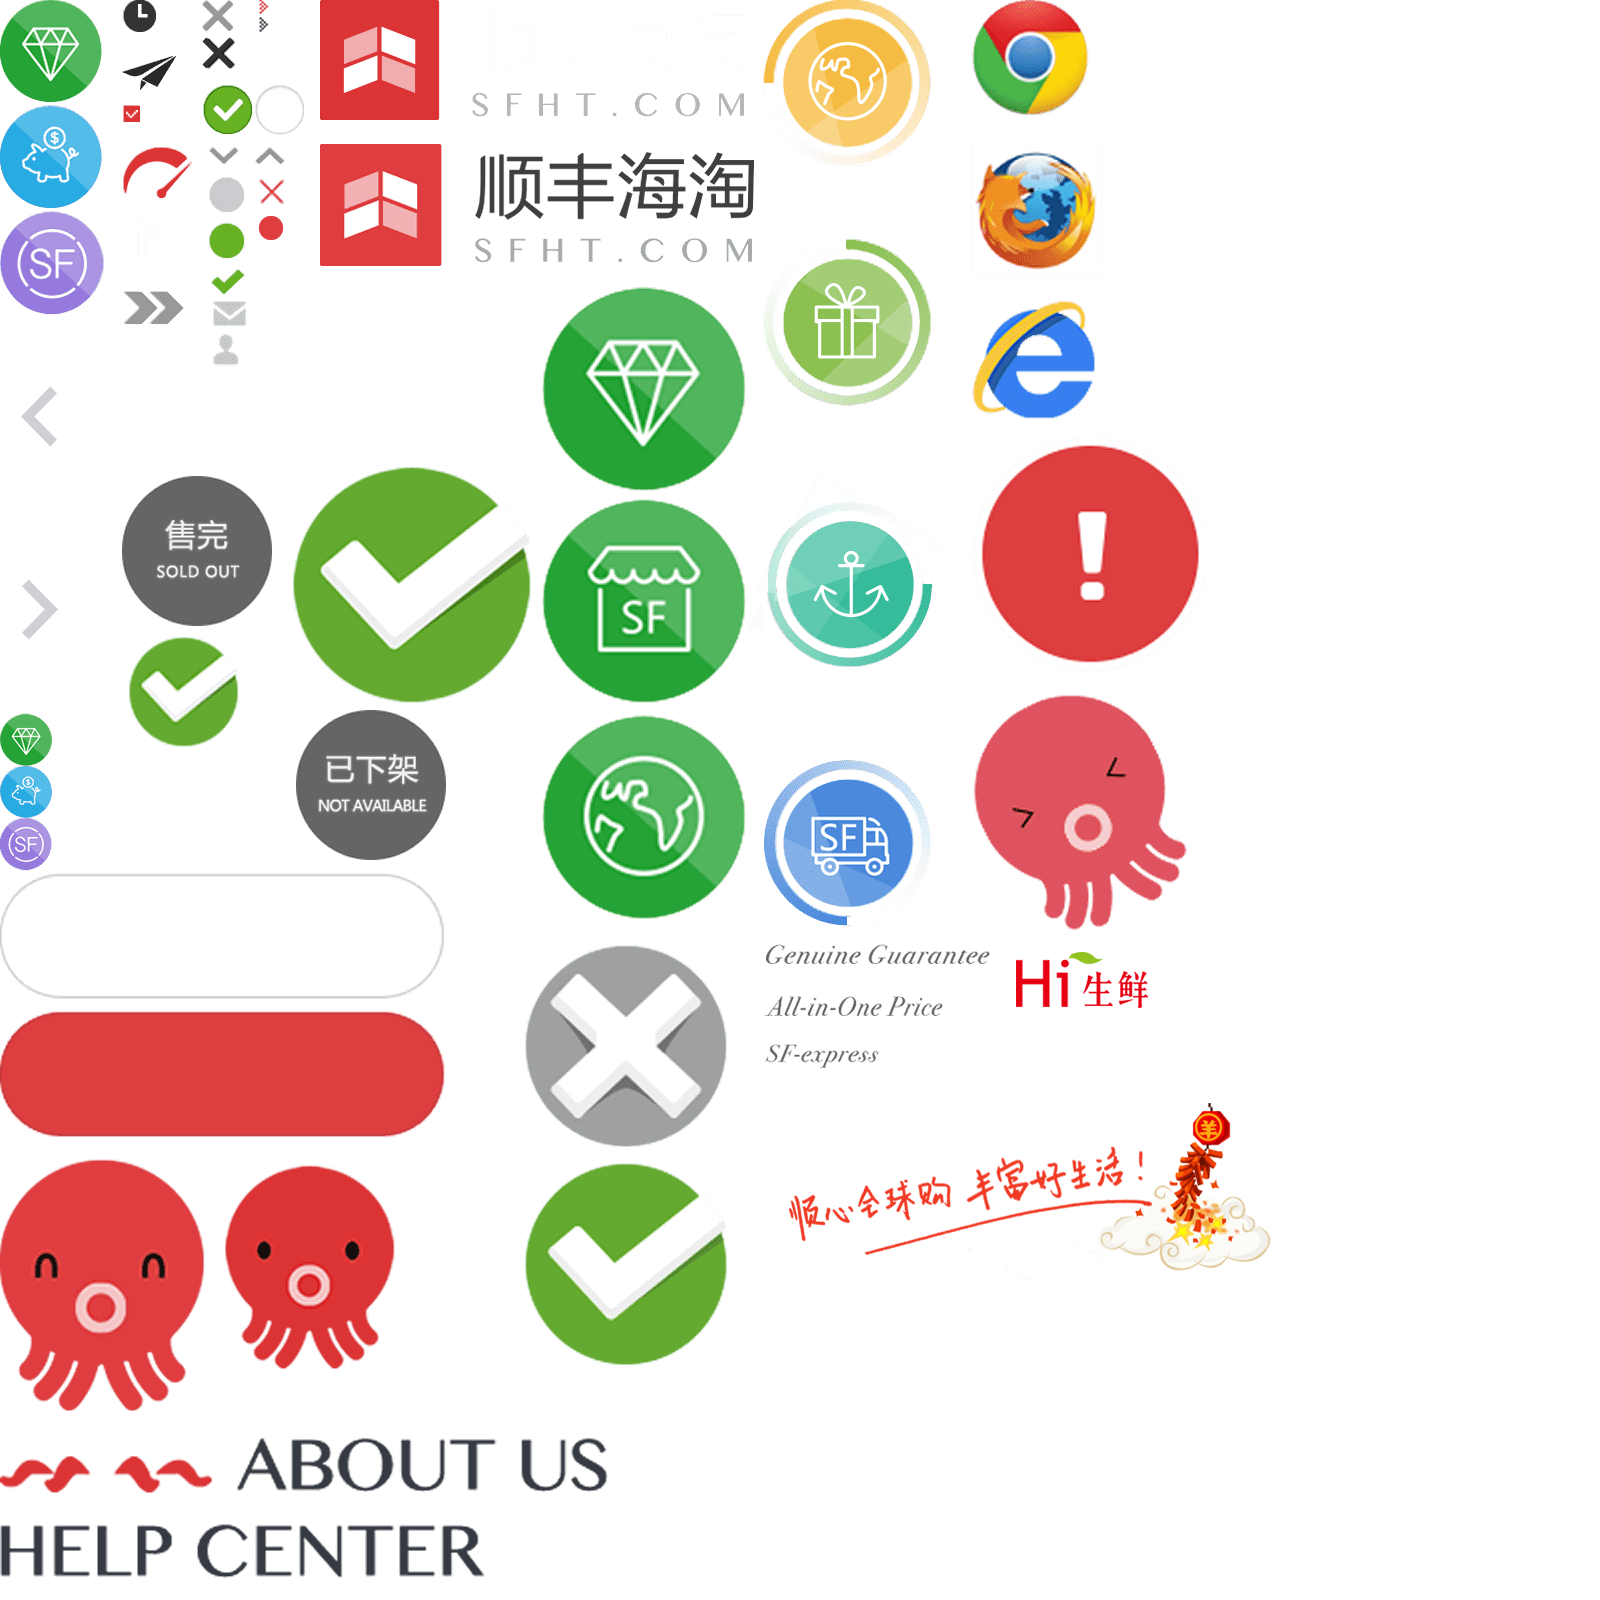 SFHT.COM
顺丰海淘
SFHT.COM
SF
售完
SOLD OUT
SF
已下架
NOT AVAILABLE
SF
SF
Genuine Guarantee
Hi 生鲜
All-in-One Price
SF-express
羊
顺心全球购 丰富好生活!
ABOUT US
HELP CENTER